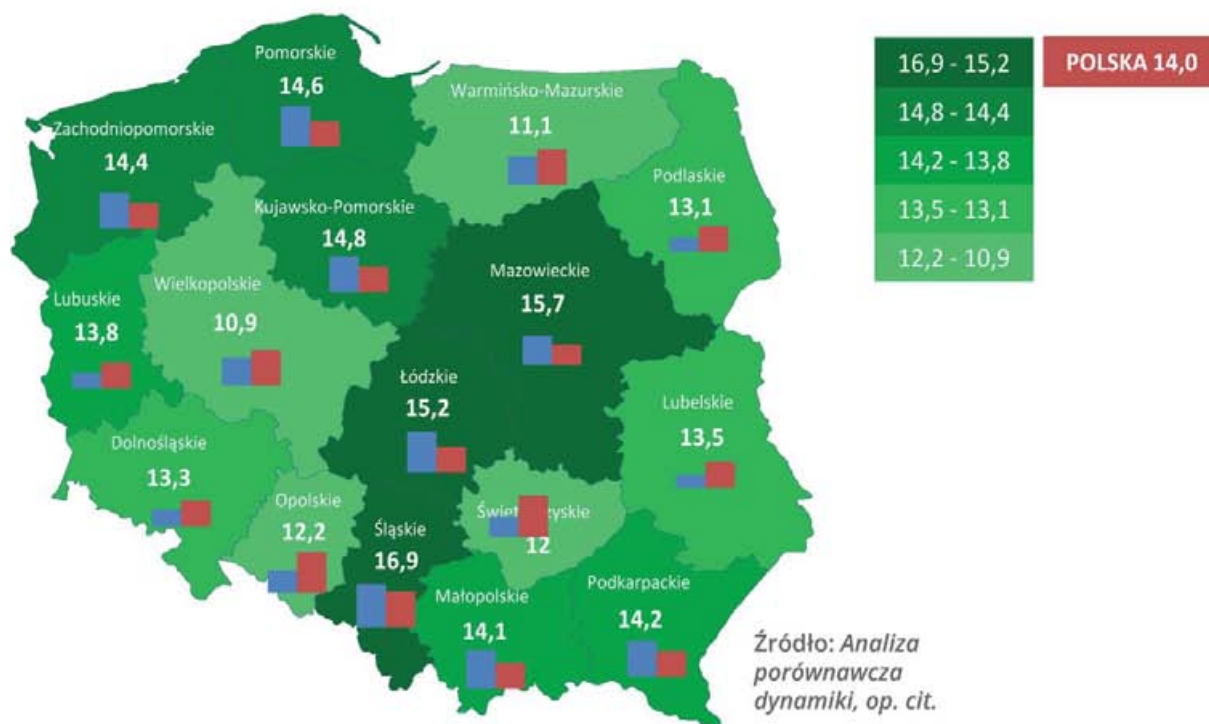 Pomorskie
14,6
Warmińsko-Mazurskie
11,1
Zachodniopomorskie
14,4
Podlaskie
13,1
Kujawsko-Pomorskie
14,8
Mazowieckie
15,7
Wielkopolskie
10,9
Lubuskie
13,8
Łódzkie
15,2
Lubelskie
13,5
Dolnośląskie
13,3
Opolskie
12,2
Śląskie
16,9
12
Małopolskie
14,1
Podkarpackie
14,2
16,9 - 15,2
14,8 - 14,4
14,2 - 13,8
13,5 - 13,1
12,2 - 10,9
POLSKA 14,0
Źródło: Analiza
porównawcza
dynamiki, op. cit.